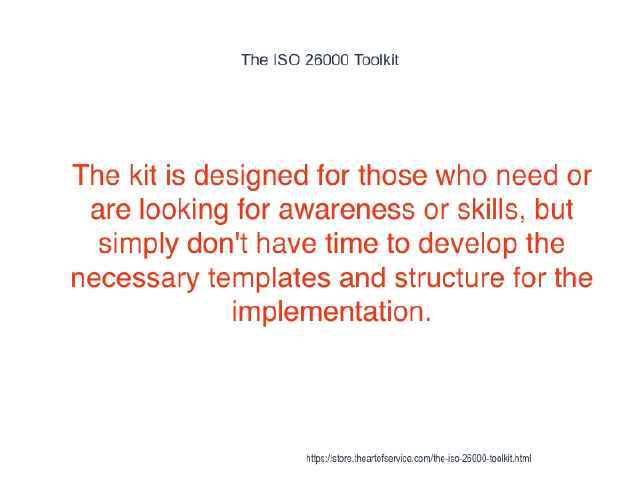 The ISO 26000 Toolkit
The kit is designed for those who need or
are looking for awareness or skills, but
simply don't have time to develop the
necessary templates and structure for the
implementation.
https://store.theartofservice.com/the-iso-26000-toolkit.html